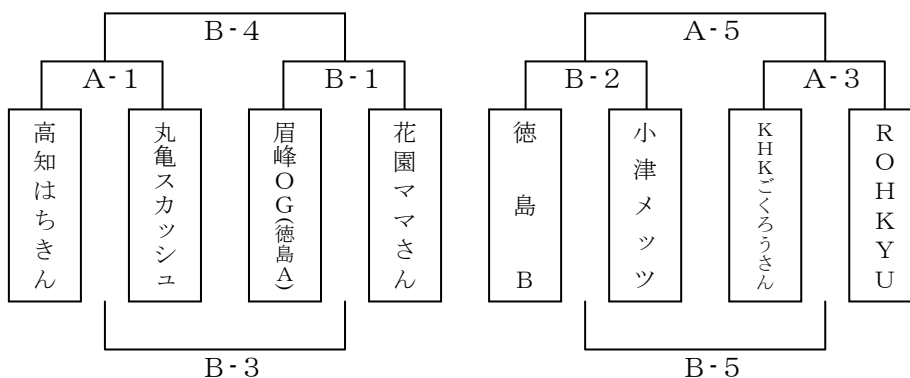 B-4
A-5
A-1
B-1
B-2
A-3
高知はちきん
丸亀スカッシュ
眉峰OG(徳島A)
花園ママさん
徳島B
小津メッツ
KHKごくろうさん
ROHKYU
B-3
B-5